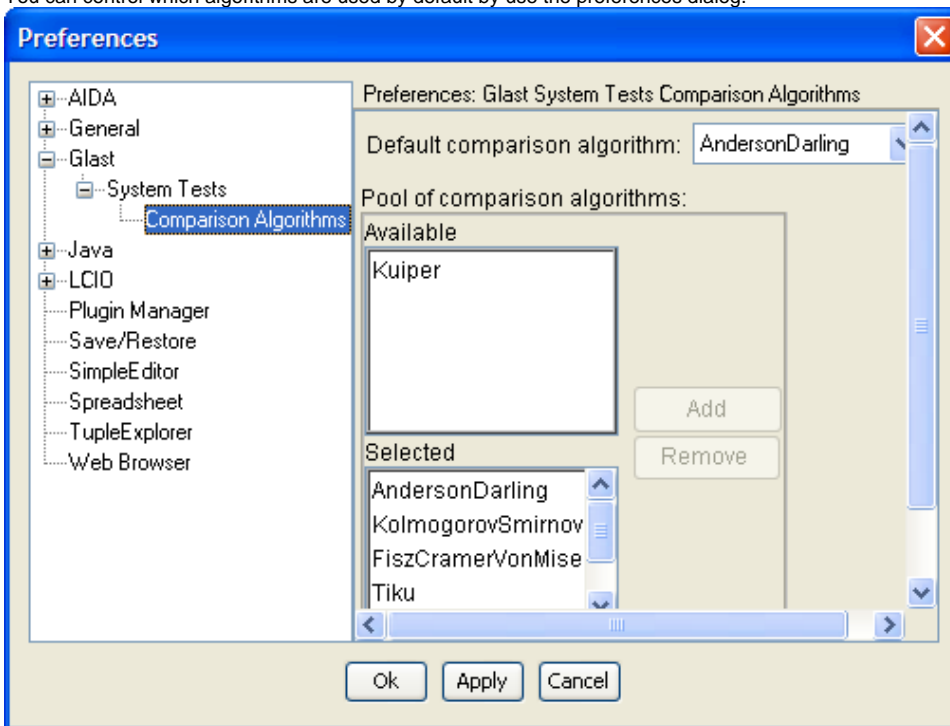 You can control which algorithms are used by default by use the preferences dialog.
Preferences
AIDA
General
Glast
System Tests
Comparison Algorithms
Java
LCIO
Plugin Manager
Save/Restore
SimpleEditor
Spreadsheet
TupleExplorer
Web Browser
Preferences: Glast System Tests Comparison Algorithms
Default comparison algorithm: AndersonDarling
Pool of comparison algorithms:
Available
Kuiper
Add
Remove
Selected
AndersonDarling
KolmogorovSmirnov
FiszCramerVonMise
Tiku
Ok Apply Cancel